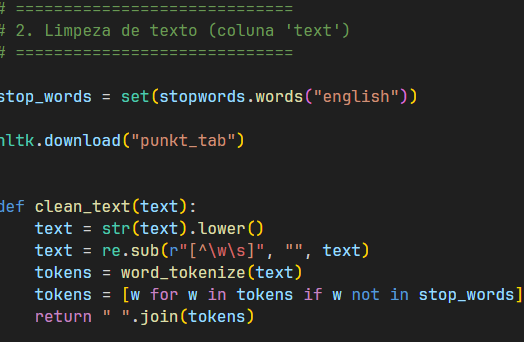 # ============================
# 2. Limpeza de texto (coluna 'text')
# ============================
stop_words = set(stopwords.words("english"))
nltk.download("punkt_tab")
def clean_text(text):
    text = str(text).lower()
    text = re.sub(r"[^\w\s]", "", text)
    tokens = word_tokenize(text)
    tokens = [w for w in tokens if w not in stop_words]
    return " ".join(tokens)